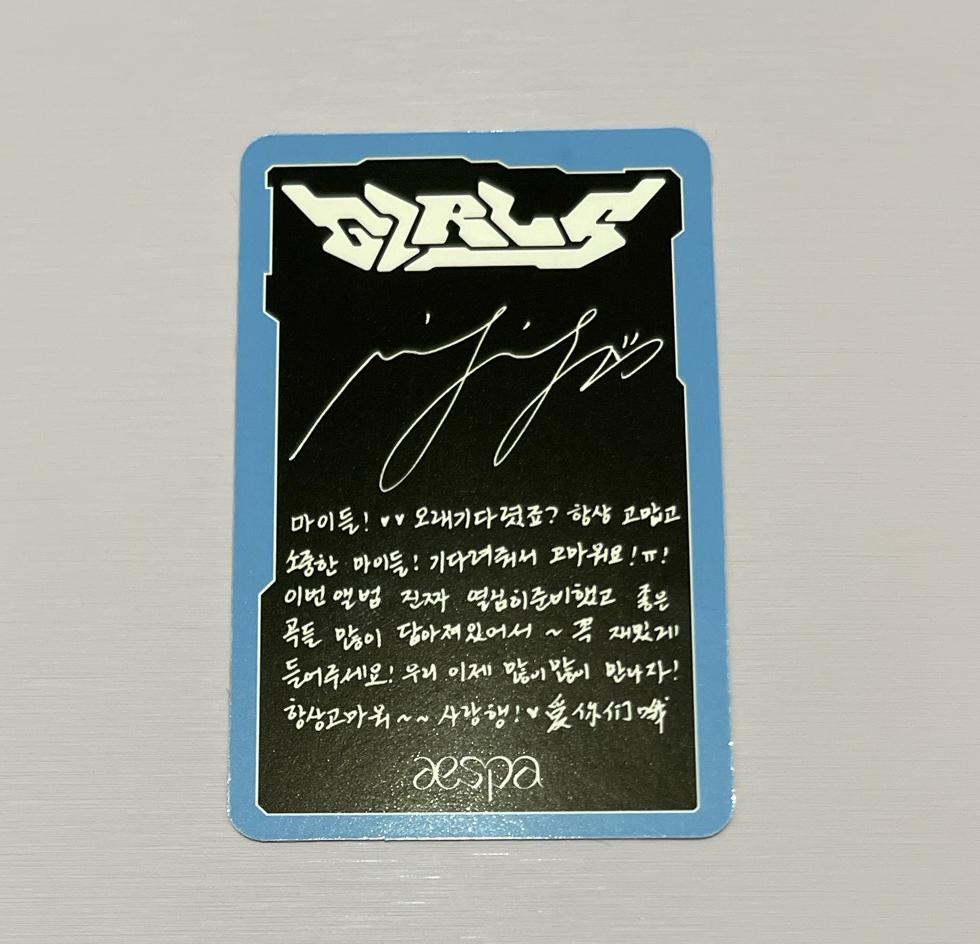 GIRLS
마이들! ♥♥ 오래기다렸죠? 항상 고맙고
소중한 마이들! 기다려줘서 고마워요!ㅠ!
이번 앨범 진짜 열심히준비했고 좋은
곡들 많이 담아져있어서 ~ 꼭 재밌게
들어주세요! 우리 이제 많이많이 만나자!
항상고마워~~ 사랑행!♥ 爱你们哦
aespa